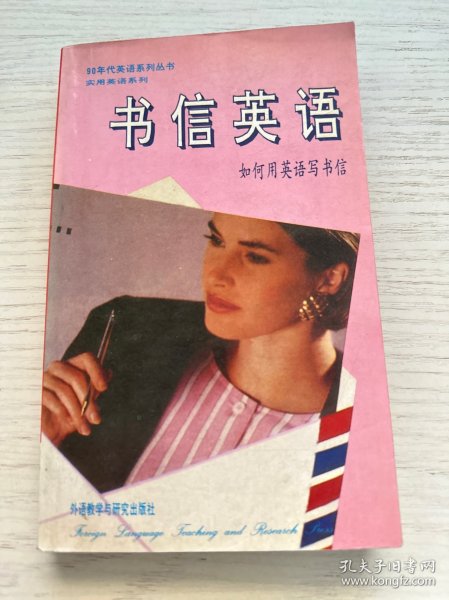 90年代英语系列丛书
实用英语系列
书信英语
如何用英语写书信
外语教学与研究出版社
Foreign Language Teaching and Research Press
孔夫子旧书网
www.kongfz.com